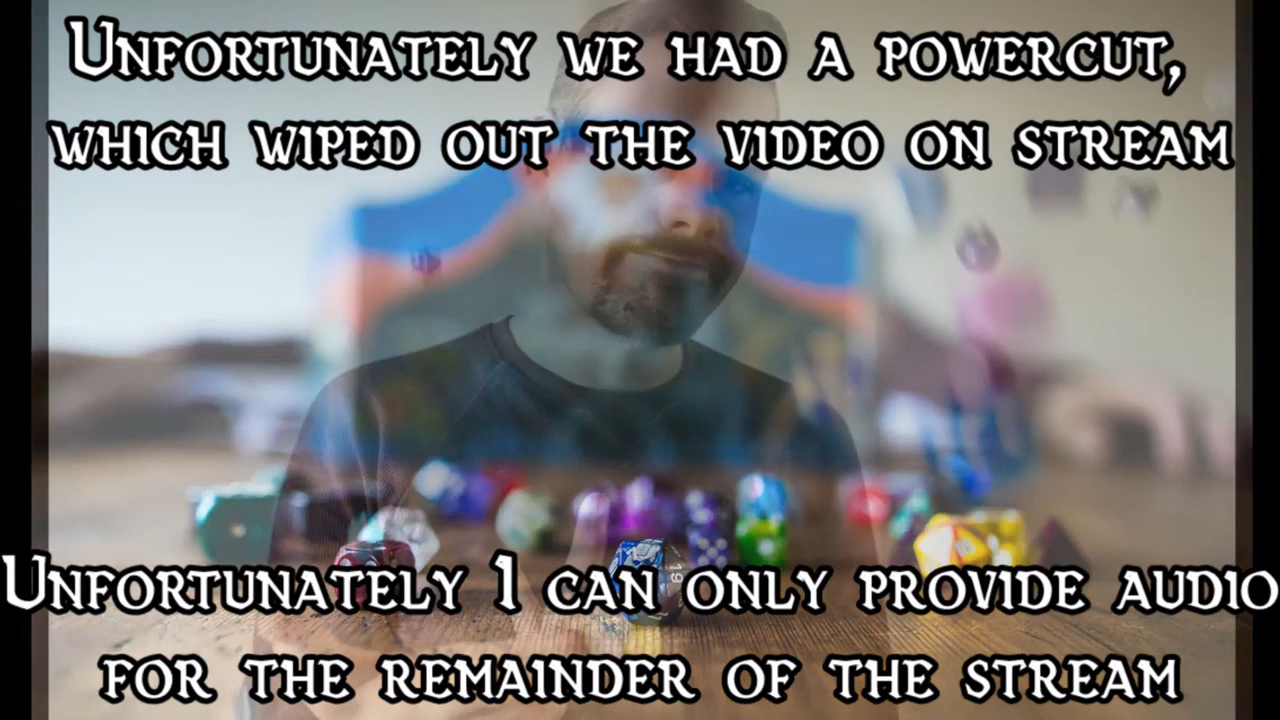 Unfortunately we had a powercut,
which wiped out the video on stream
19
Unfortunately I can only provide audio
for the remainder of the stream